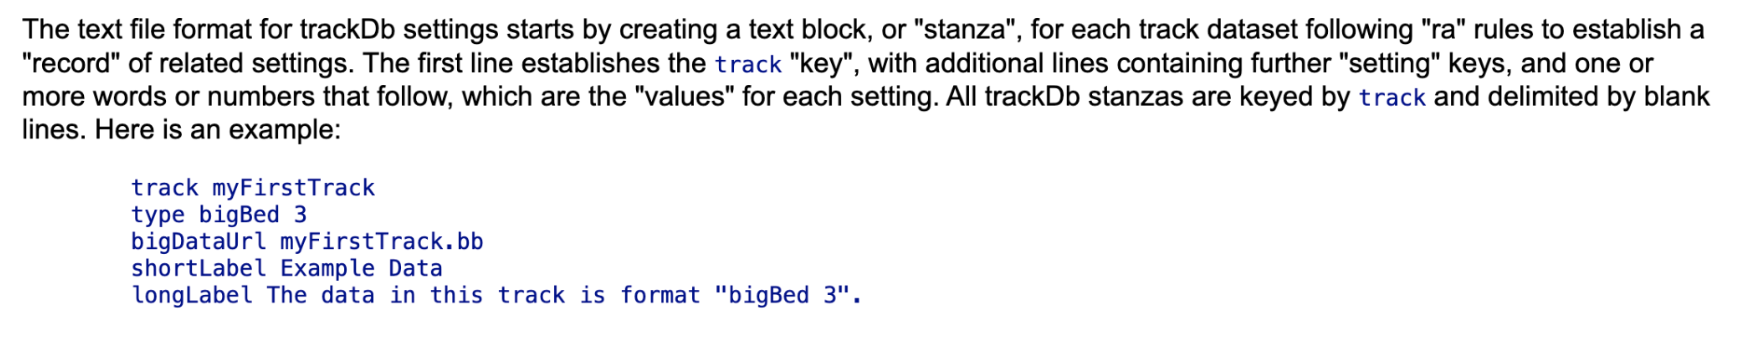 The text file format for trackDb settings starts by creating a text block, or "stanza", for each track dataset following "ra" rules to establish a
"record" of related settings. The first line establishes the track "key", with additional lines containing further "setting" keys, and one or
more words or numbers that follow, which are the "values" for each setting. All trackDb stanzas are keyed by track and delimited by blank
lines. Here is an example:
track myFirstTrack
type bigBed 3
bigDataUrl myFirstTrack.bb
shortLabel Example Data
longLabel The data in this track is format "bigBed 3".